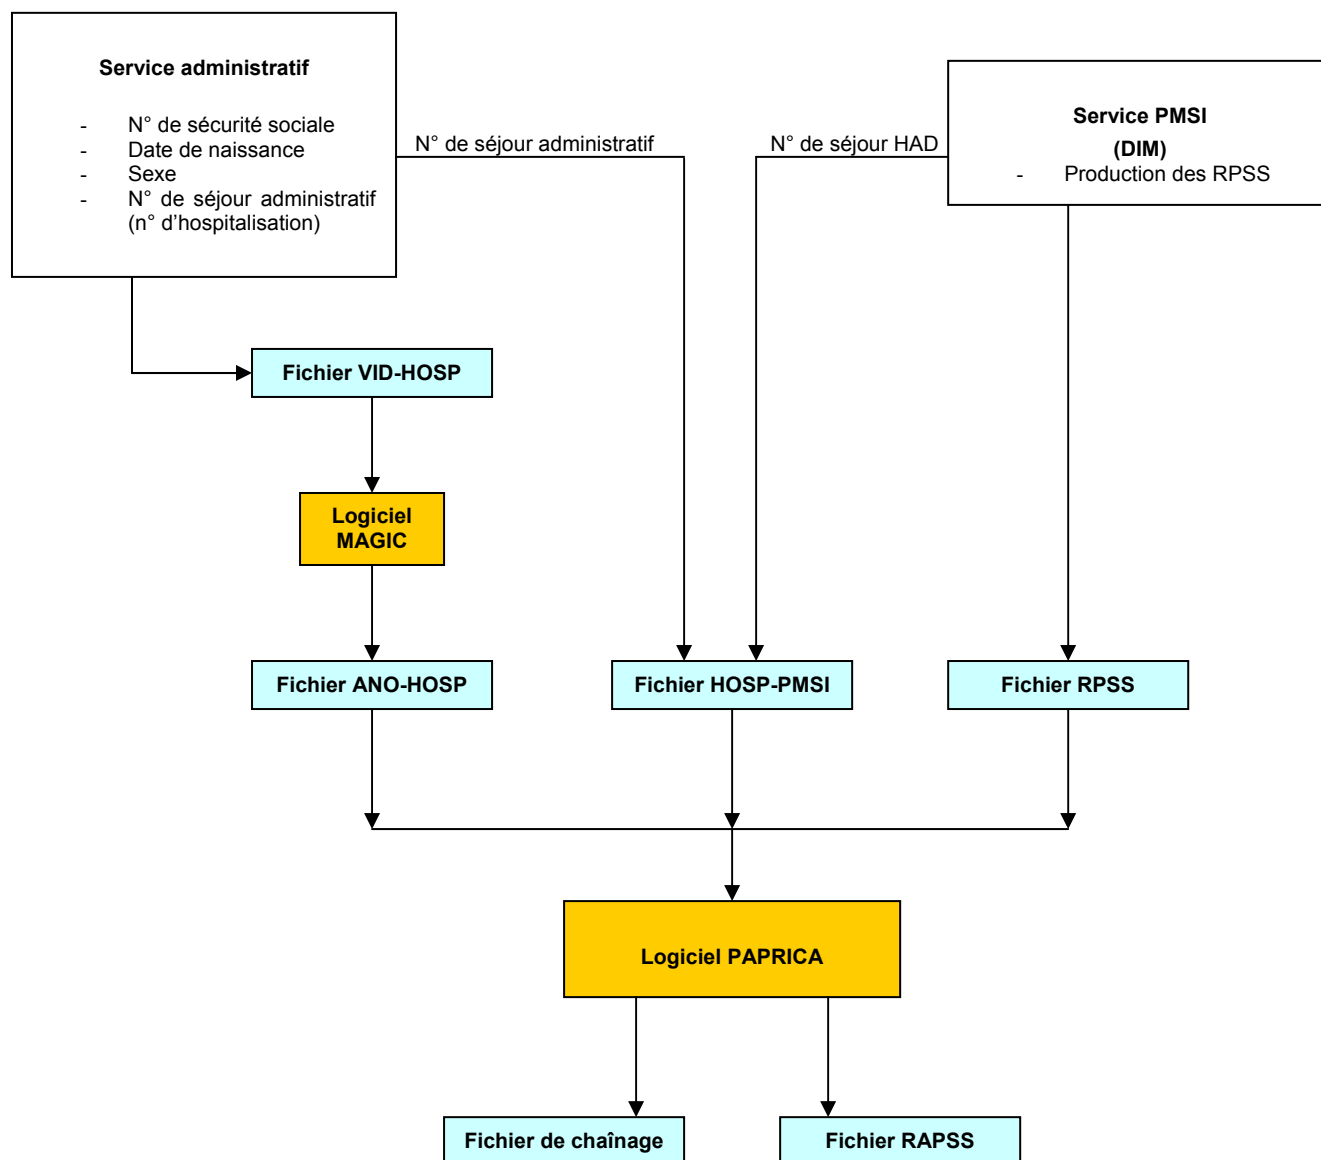 Service administratif
- N° de sécurité sociale
- Date de naissance
- Sexe
- N° de séjour administratif
(n° d'hospitalisation)
N° de séjour administratif
N° de séjour HAD
Service PMSI
(DIM)
- Production des RPSS
Fichier VID-HOSP
Logiciel
MAGIC
Fichier ANO-HOSP
Fichier HOSP-PMSI
Fichier RPSS
Logiciel PAPRICA
Fichier de chaînage
Fichier RAPSS